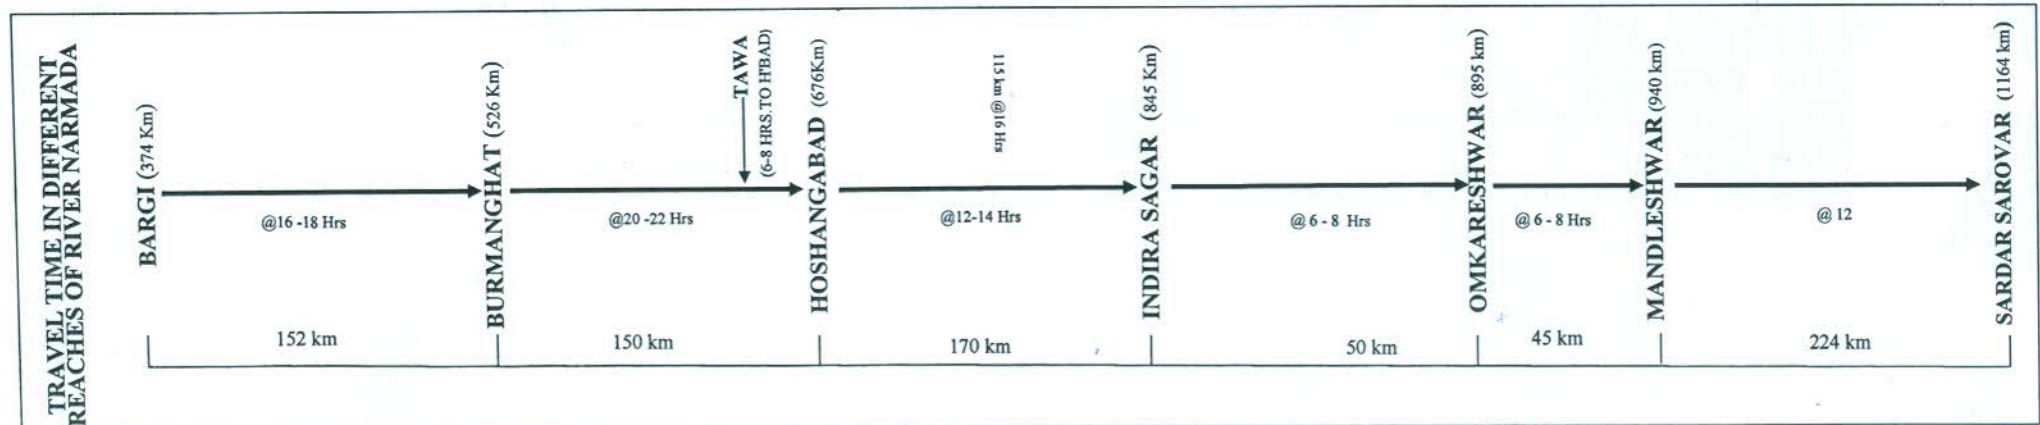 TRAVEL TIME IN DIFFERENT
REACHES OF RIVER NARMADA
BARGI (374 Km)
@16 -18 Hrs
152 km
BURMANGHAT (526 Km)
@20 -22 Hrs
150 km
TAWA
(6-8 HRS.TO H'BAD)
HOSHANGABAD (676Km)
115 km @16 Hrs
@12-14 Hrs
170 km
INDIRA SAGAR (845 Km)
@ 6 - 8 Hrs
50 km
OMKARESHWAR (895 km)
@ 6 - 8 Hrs
45 km
MANDLESHWAR (940 km)
@ 12
224 km
SARDAR SAROVAR (1164 km)